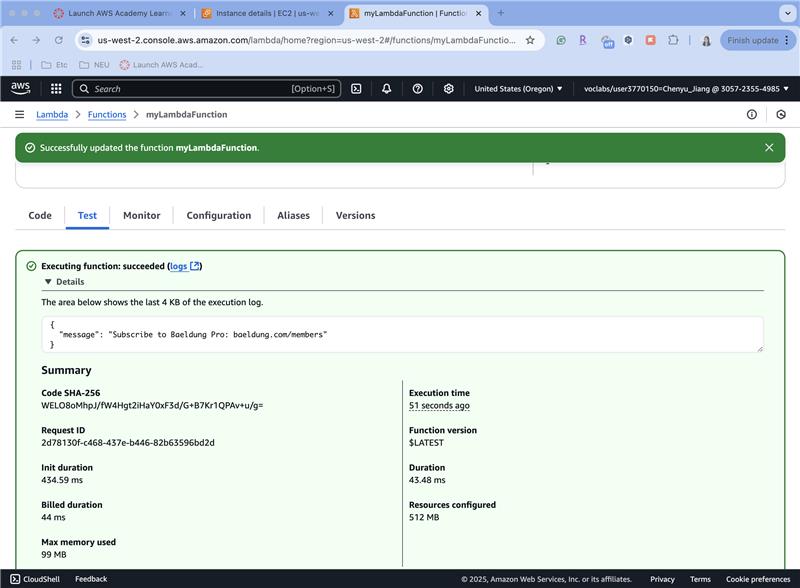 Launch AWS Academy Learn
Instance details | EC2 | us-we
myLambdaFunction | Function
us-west-2.console.aws.amazon.com/lambda/home?region=us-west-2#/functions/myLambdaFunctio...
off
Finish update
Etc
NEU
Launch AWS Acad...
aws
Search
[Option+S]
United States (Oregon)
voclabs/user3770150=Chenyu_Jiang @ 3057-2355-4985
Lambda
Functions
myLambdaFunction
Successfully updated the function myLambdaFunction.
Code
Test
Monitor
Configuration
Aliases
Versions
Executing function: succeeded (logs)
Details
The area below shows the last 4 KB of the execution log.
{
"message": "Subscribe to Baeldung Pro: baeldung.com/members"
}
Summary
Code SHA-256
WELO8oMhpJ/fW4Hgt2iHaY0xF3d/G+B7Kr1QPAv+u/g=
Execution time
51 seconds ago
Request ID
2d78130f-c468-437e-b446-82b63596bd2d
Function version
$LATEST
Init duration
434.59 ms
Duration
43.48 ms
Billed duration
44 ms
Resources configured
512 MB
Max memory used
99 MB
CloudShell
Feedback
© 2025, Amazon Web Services, Inc. or its affiliates.
Privacy
Terms
Cookie preferences